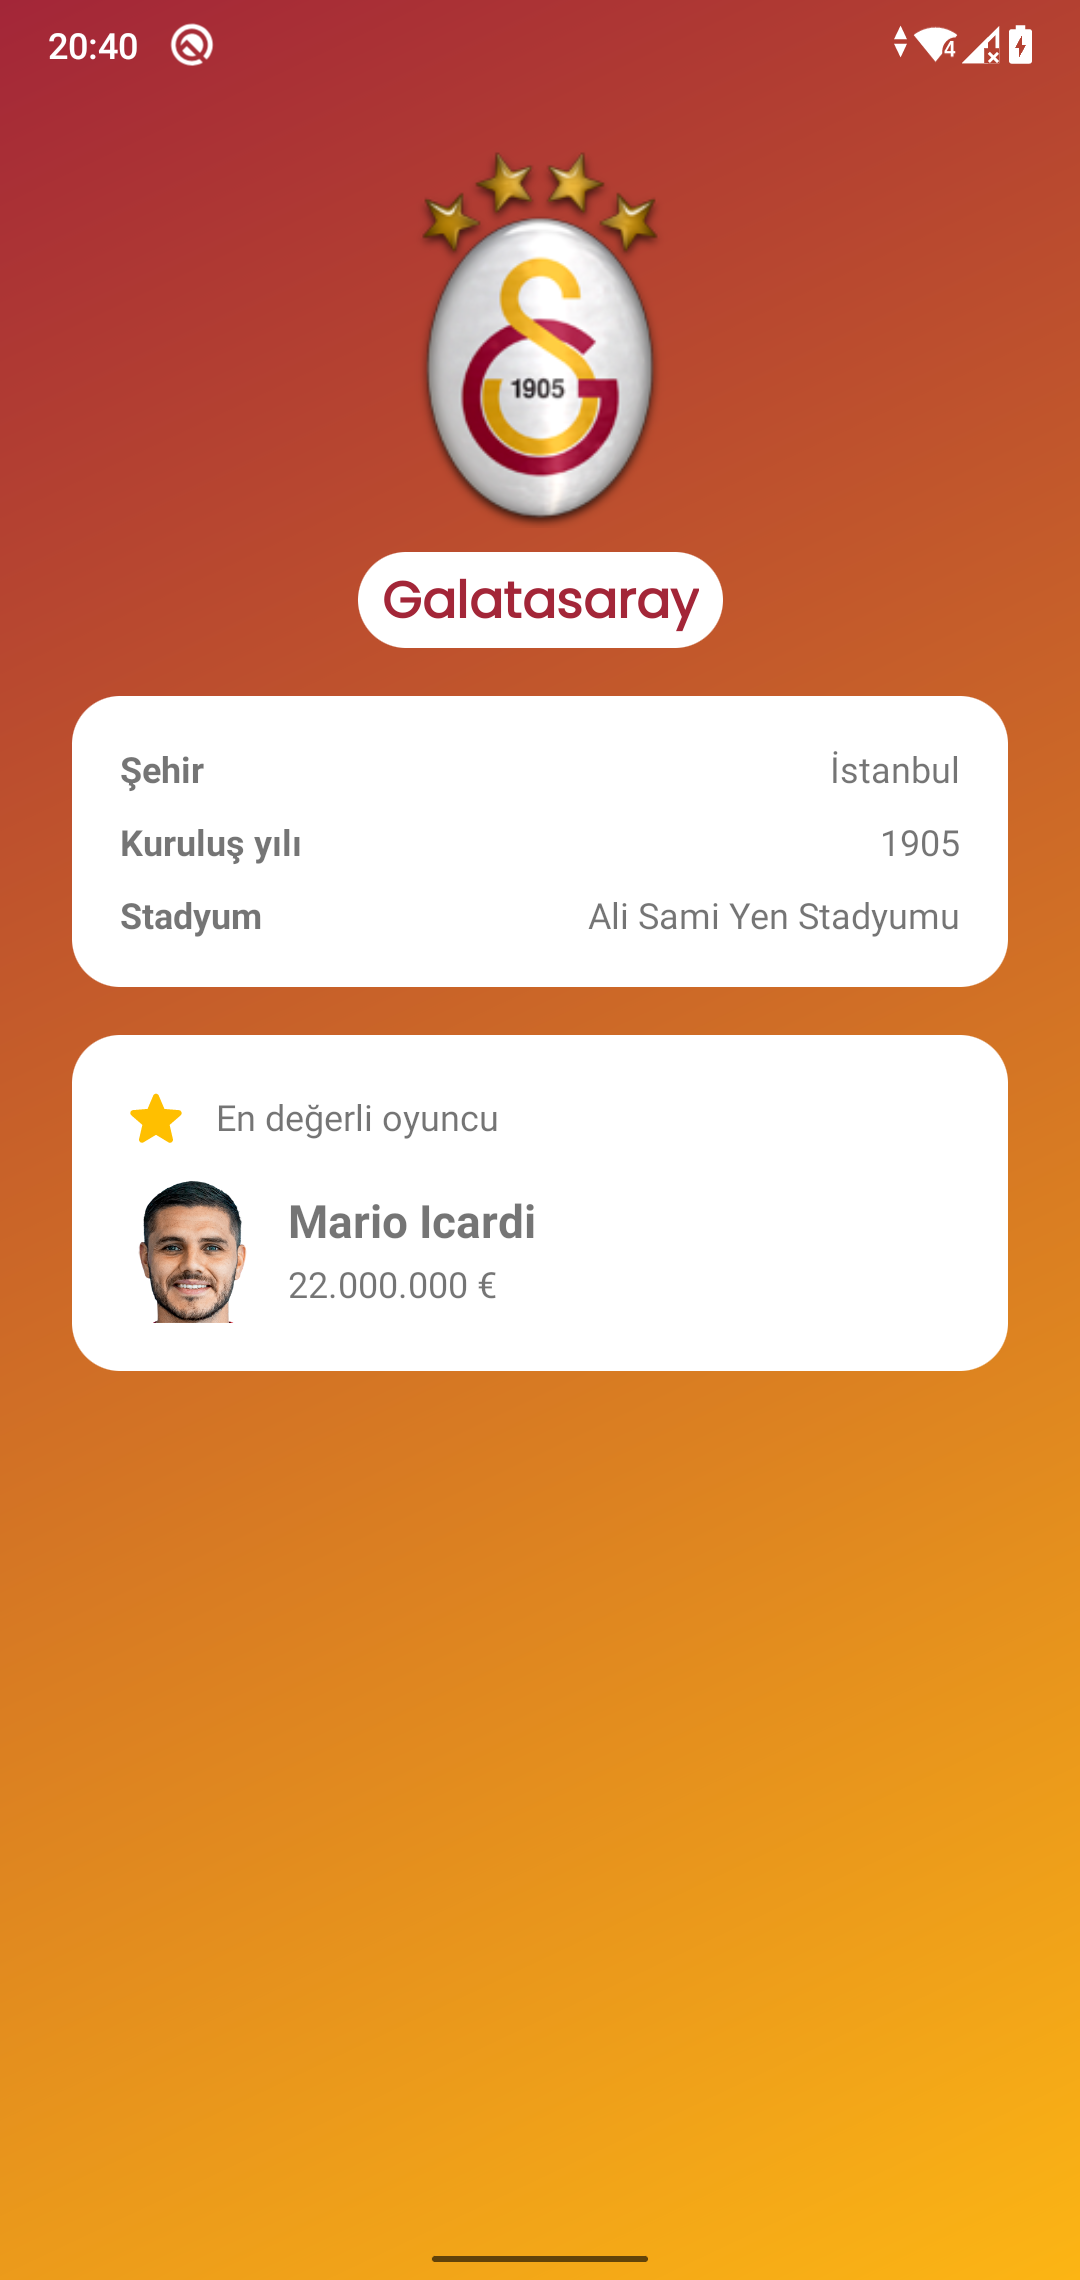 20:40
4
1905
Galatasaray
Şehir İstanbul
Kuruluş yılı 1905
Stadyum Ali Sami Yen Stadyumu
En değerli oyuncu
Mario Icardi
22.000.000 €